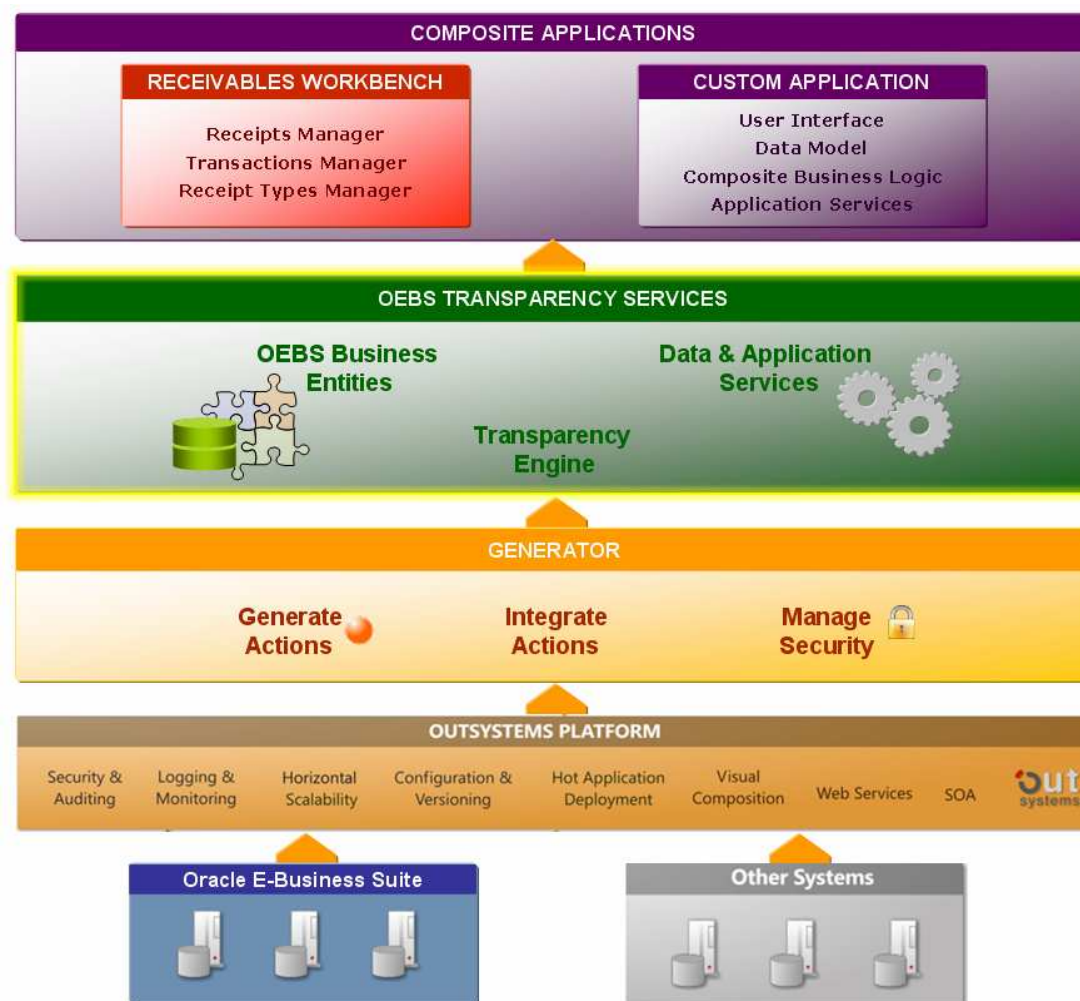 COMPOSITE APPLICATIONS
RECEIVABLES WORKBENCH
Receipts Manager
Transactions Manager
Receipt Types Manager
CUSTOM APPLICATION
User Interface
Data Model
Composite Business Logic
Application Services
OEBS TRANSPARENCY SERVICES
OEBS Business
Entities
Data & Application
Services
Transparency
Engine
GENERATOR
Generate
Actions
Integrate
Actions
Manage
Security
OUTSYSTEMS PLATFORM
Security &
Auditing
Logging &
Monitoring
Horizontal
Scalability
Configuration &
Versioning
Hot Application
Deployment
Visual
Composition
Web Services
SOA
out
systems
Oracle E-Business Suite
Other Systems